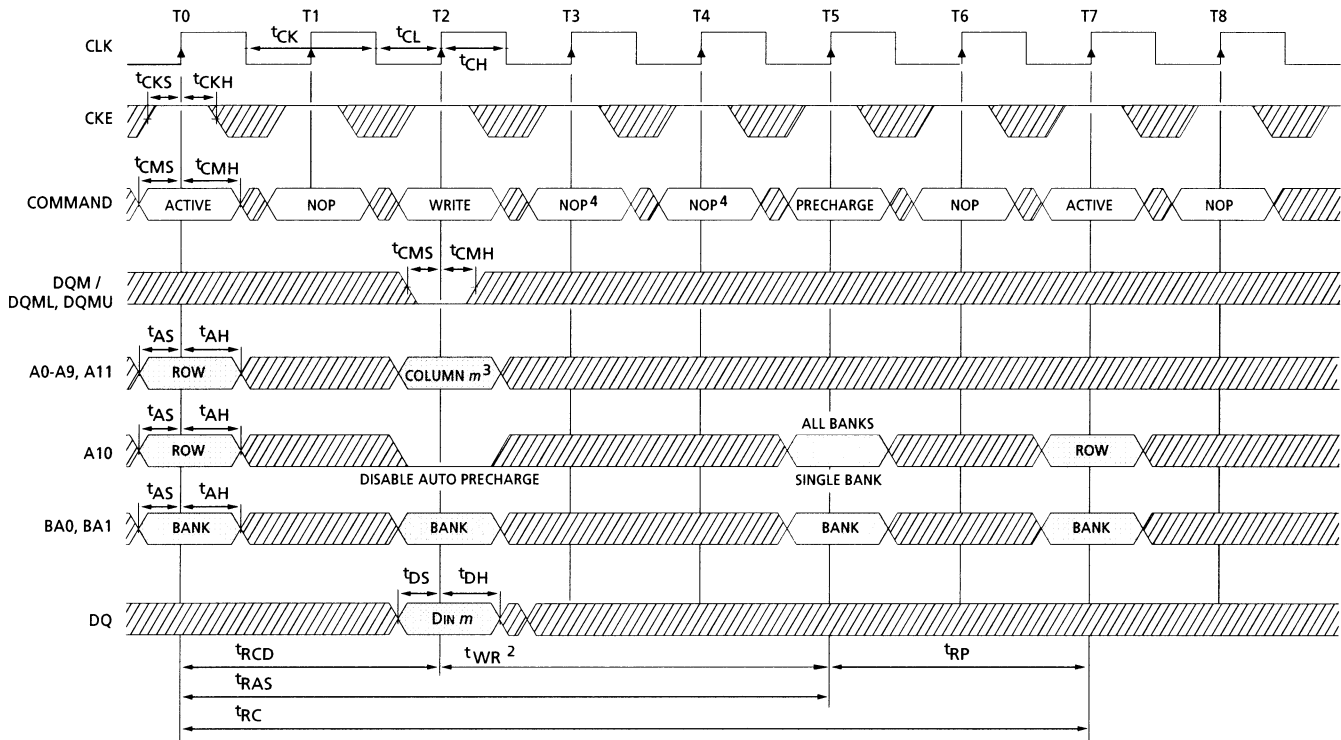 T0 T1 T2 T3 T4 T5 T6 T7 T8
CLK
tCK tCL
tCH
tCKS tCKH
CKE
tCMS tCMH
COMMAND ACTIVE NOP WRITE NOP4 NOP4 PRECHARGE NOP ACTIVE NOP
tCMS tCMH
DQM /
DQML, DQMU
tAS tAH
A0-A9, A11 ROW COLUMN m3
tAS tAH ALL BANKS
A10 ROW ROW
DISABLE AUTO PRECHARGE SINGLE BANK
tAS tAH
BA0, BA1 BANK BANK BANK BANK
tDS tDH
DQ DIN m
tRCD tWR 2 tRP
tRAS
tRC